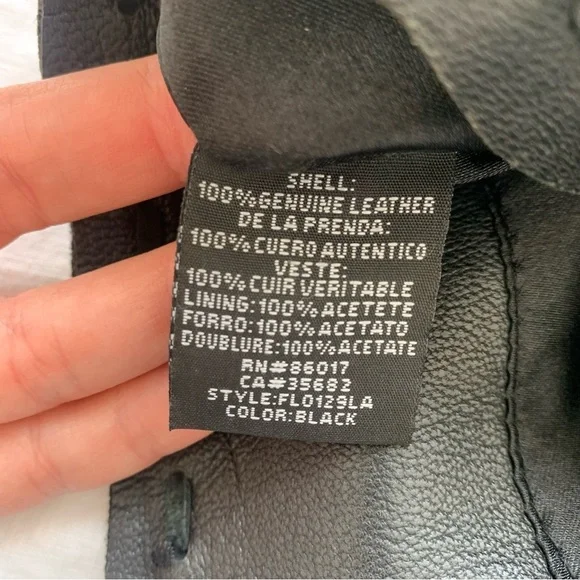 SHELL:
100%GENUINE LEATHER
DE LA PRENDA:
100%CUERO AUTENTICO
VESTE:
100%CUIR VERITABLE
LINING:100%ACETETE
FORRO:100%ACETATO
DOUBLURE:100%ACETATE
RN#86017
CA#35682
STYLE:FL0129LA
COLOR:BLACK